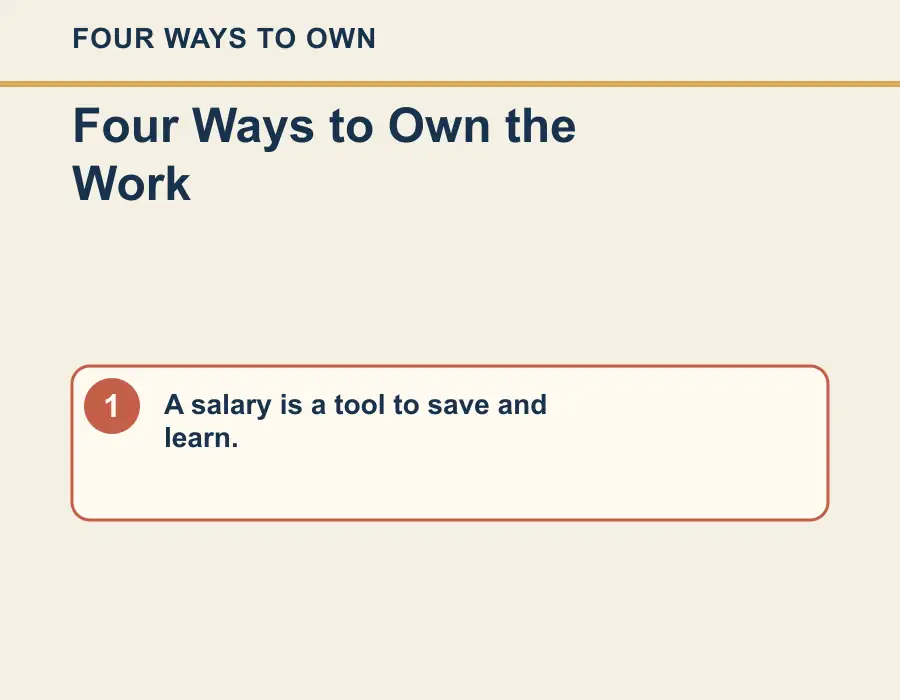 FOUR WAYS TO OWN
Four Ways to Own the
Work
1
A salary is a tool to save and
learn.